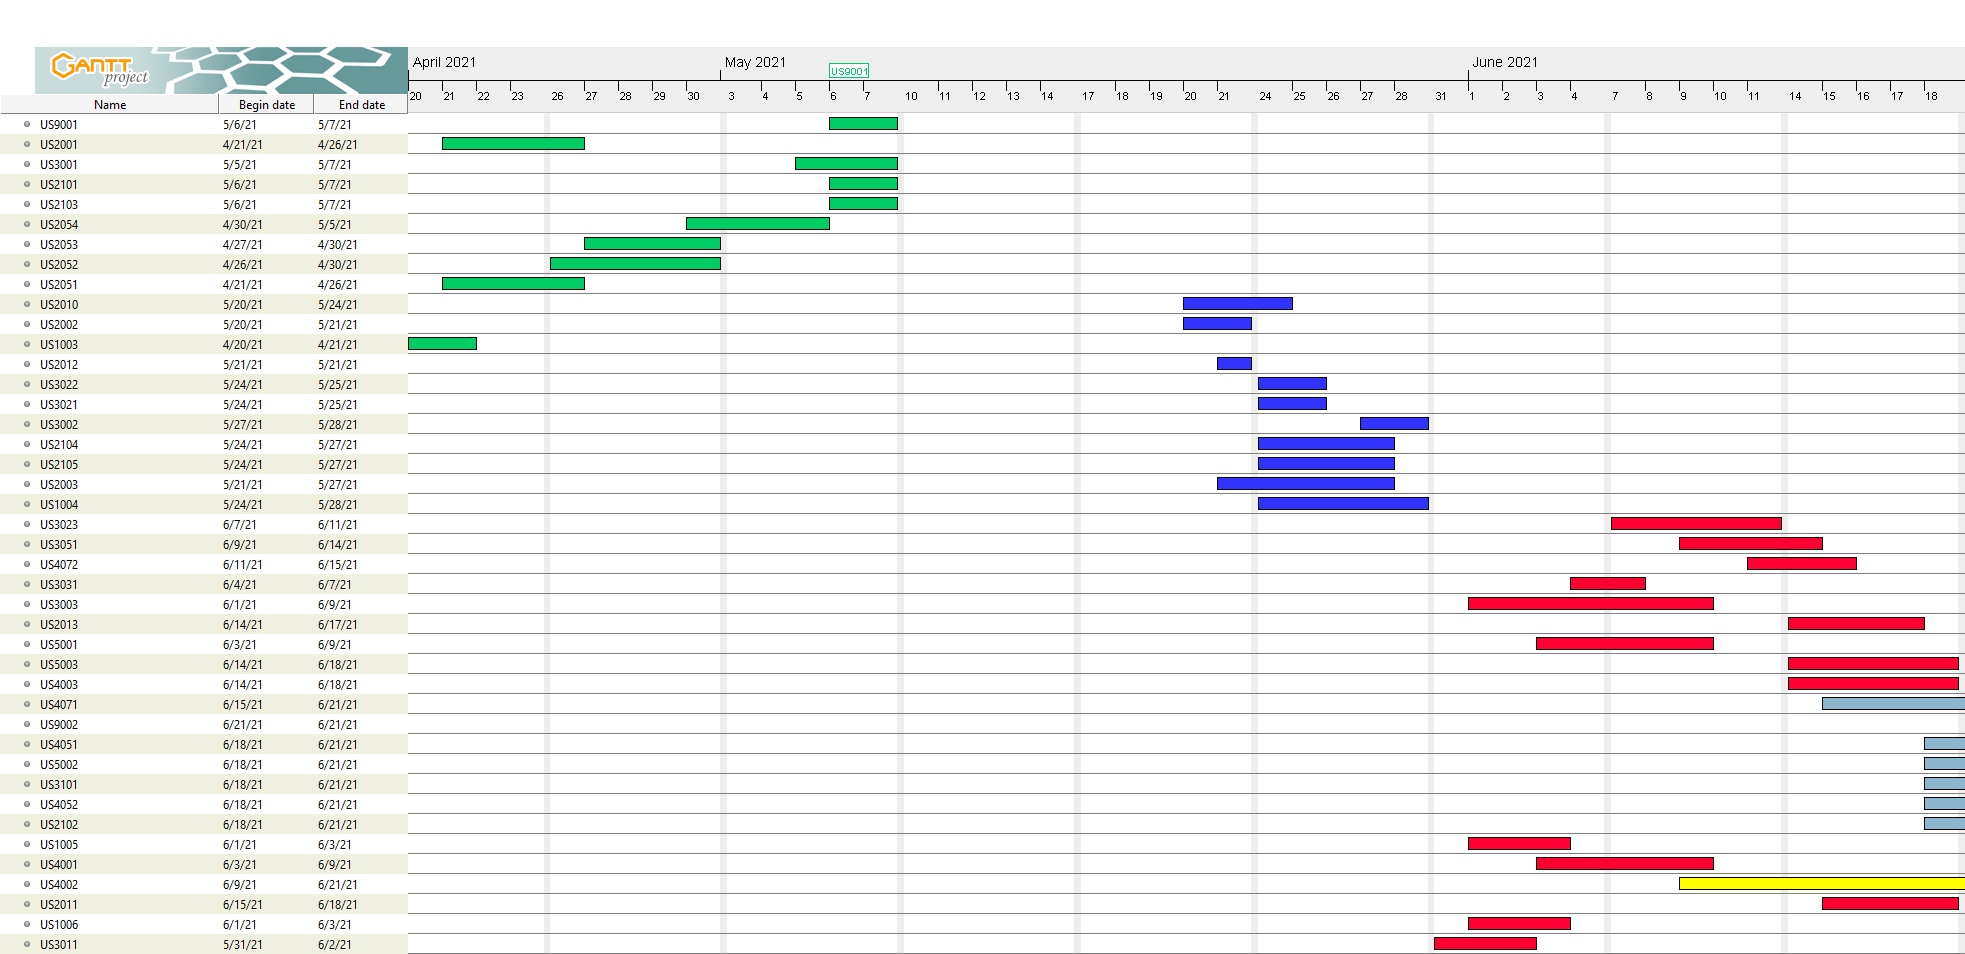 GANTT
project
April 2021 May 2021 June 2021
US9001
Name Begin date End date 20 21 22 23 26 27 28 29 30 3 4 5 6 7 10 11 12 13 14 17 18 19 20 21 24 25 26 27 28 31 1 2 3 4 7 8 9 10 11 14 15 16 17 18
US9001 5/6/21 5/7/21
US2001 4/21/21 4/26/21
US3001 5/5/21 5/7/21
US2101 5/6/21 5/7/21
US2103 5/6/21 5/7/21
US2054 4/30/21 5/5/21
US2053 4/27/21 4/30/21
US2052 4/26/21 4/30/21
US2051 4/21/21 4/26/21
US2010 5/20/21 5/24/21
US2002 5/20/21 5/21/21
US1003 4/20/21 4/21/21
US2012 5/21/21 5/21/21
US3022 5/24/21 5/25/21
US3021 5/24/21 5/25/21
US3002 5/27/21 5/28/21
US2104 5/24/21 5/27/21
US2105 5/24/21 5/27/21
US2003 5/21/21 5/27/21
US1004 5/24/21 5/28/21
US3023 6/7/21 6/11/21
US3051 6/9/21 6/14/21
US4072 6/11/21 6/15/21
US3031 6/4/21 6/7/21
US3003 6/1/21 6/9/21
US2013 6/14/21 6/17/21
US5001 6/3/21 6/9/21
US5003 6/14/21 6/18/21
US4003 6/14/21 6/18/21
US4071 6/15/21 6/21/21
US9002 6/21/21 6/21/21
US4051 6/18/21 6/21/21
US5002 6/18/21 6/21/21
US3101 6/18/21 6/21/21
US4052 6/18/21 6/21/21
US2102 6/18/21 6/21/21
US1005 6/1/21 6/3/21
US4001 6/3/21 6/9/21
US4002 6/9/21 6/21/21
US2011 6/15/21 6/18/21
US1006 6/1/21 6/3/21
US3011 5/31/21 6/2/21